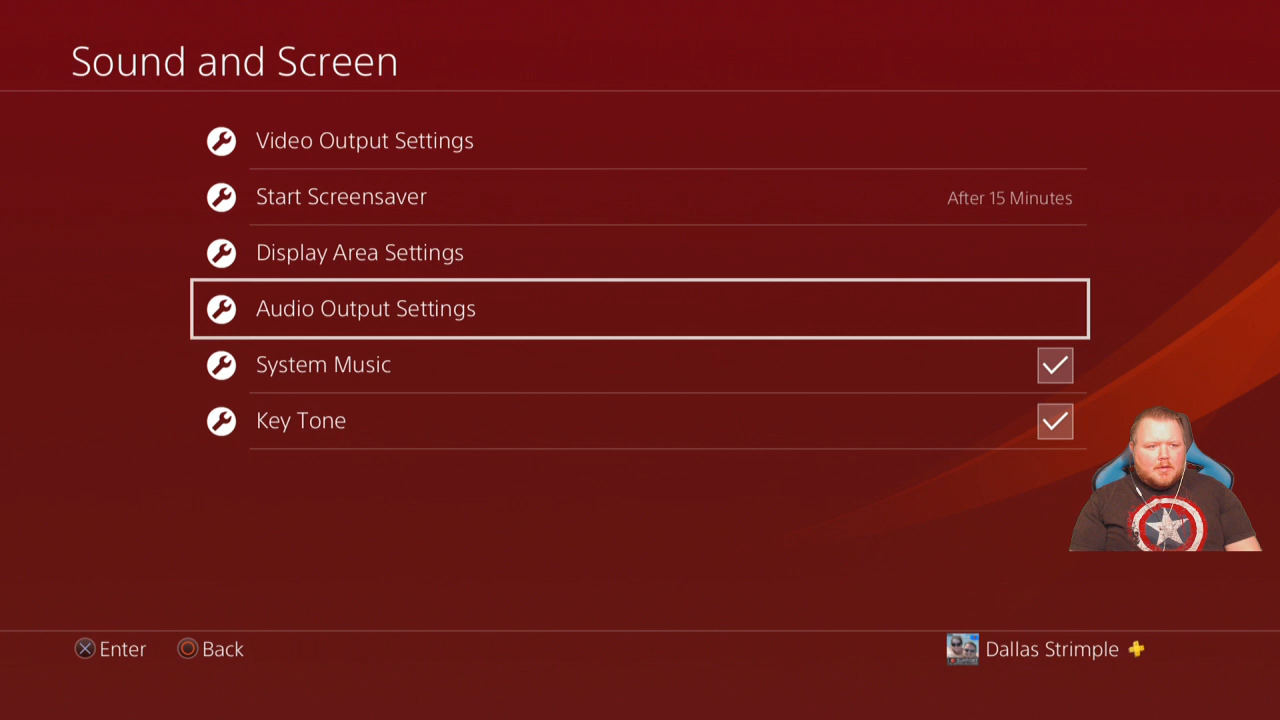 Sound and Screen
Video Output Settings
Start Screensaver After 15 Minutes
Display Area Settings
Audio Output Settings
System Music
Key Tone
Enter Back Dallas Strimple